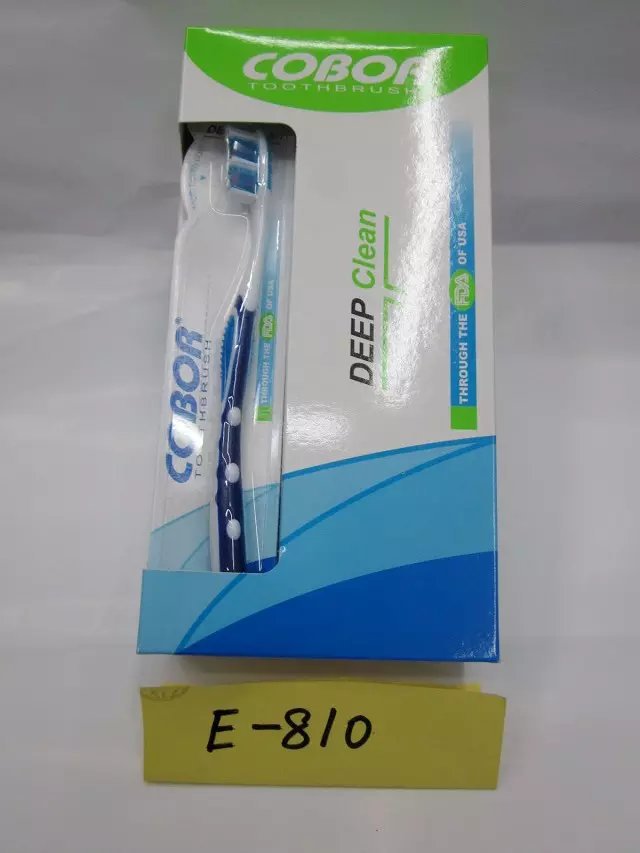 COBOR
TOOTHBRUSH
DEEP Clean
THROUGH THE FDA OF USA
COBOR
TOOTHBRUSH
THROUGH THE FDA OF USA
E-810